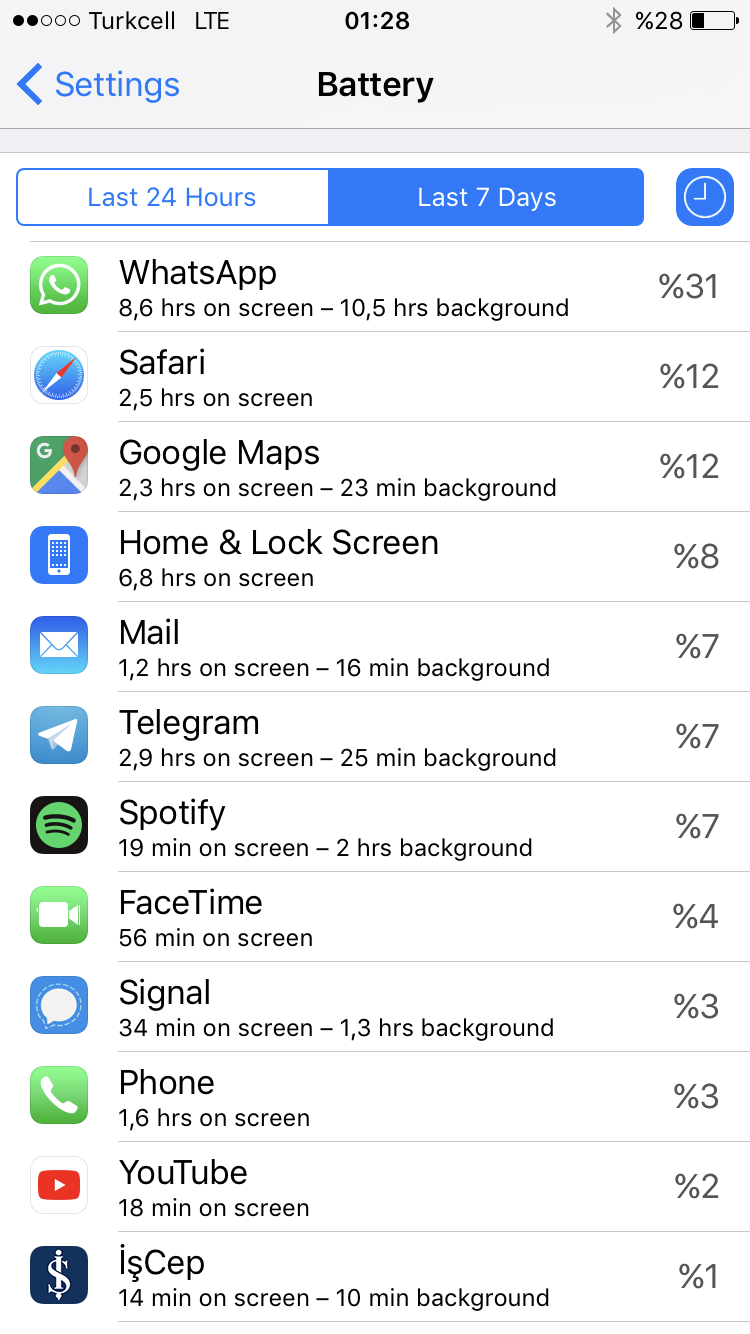 Turkcell LTE 01:28 %28
Settings Battery
Last 24 Hours Last 7 Days
WhatsApp %31
8,6 hrs on screen – 10,5 hrs background
Safari %12
2,5 hrs on screen
G
Google Maps %12
2,3 hrs on screen – 23 min background
Home & Lock Screen %8
6,8 hrs on screen
Mail %7
1,2 hrs on screen – 16 min background
Telegram %7
2,9 hrs on screen – 25 min background
Spotify %7
19 min on screen – 2 hrs background
FaceTime %4
56 min on screen
Signal %3
34 min on screen – 1,3 hrs background
Phone %3
1,6 hrs on screen
YouTube %2
18 min on screen
İşCep %1
14 min on screen – 10 min background